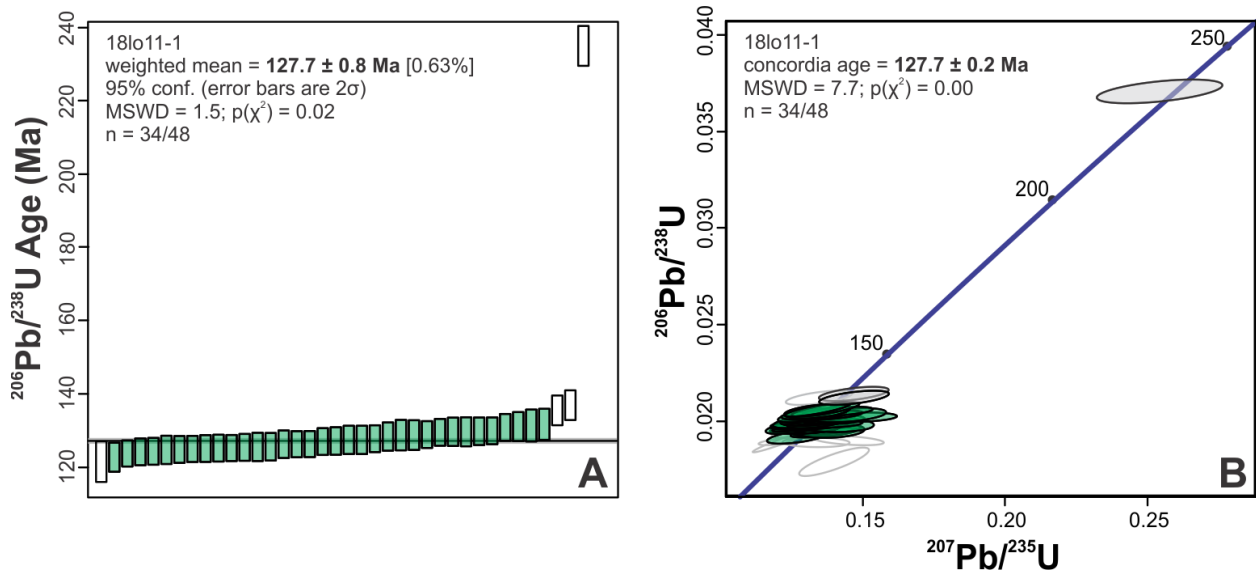 18lo11-1
weighted mean = 127.7 ± 0.8 Ma [0.63%]
95% conf. (error bars are 2σ)
MSWD = 1.5; p(χ²) = 0.02
n = 34/48
²⁰⁶Pb/²³⁸U Age (Ma)
240
220
200
180
160
140
120
A
18lo11-1
concordia age = 127.7 ± 0.2 Ma
MSWD = 7.7; p(χ²) = 0.00
n = 34/48
250
200
150
²⁰⁶Pb/²³⁸U
0.040
0.035
0.030
0.025
0.020
B
0.15
0.20
0.25
²⁰⁷Pb/²³⁵U